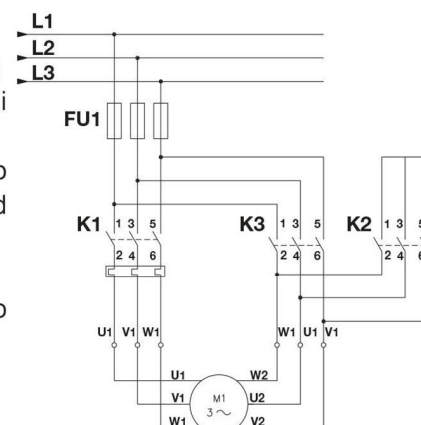 L1
L2
L3
i
FU1
o
d
K1 1 3 5 K3 1 3 5 K2 1 3 5
2 4 6 2 4 6 2 4 6
o
U1 V1 W1 W1 U1 V1
U1 W2
V1 M1 U2
3~
W1 V2